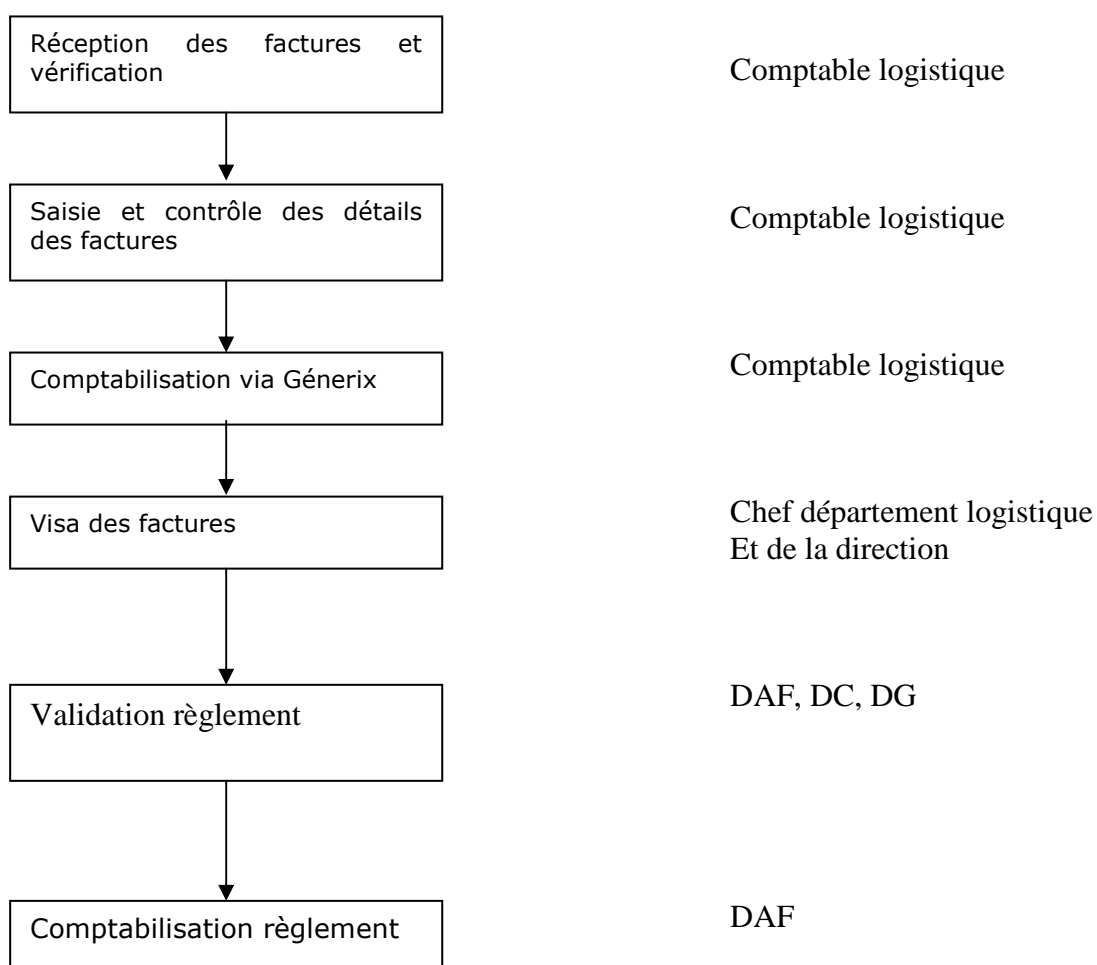 Réception des factures et
vérification
Comptable logistique
Saisie et contrôle des détails
des factures
Comptable logistique
Comptabilisation via Génerix
Comptable logistique
Visa des factures
Chef département logistique
Et de la direction
Validation règlement
DAF, DC, DG
Comptabilisation règlement
DAF